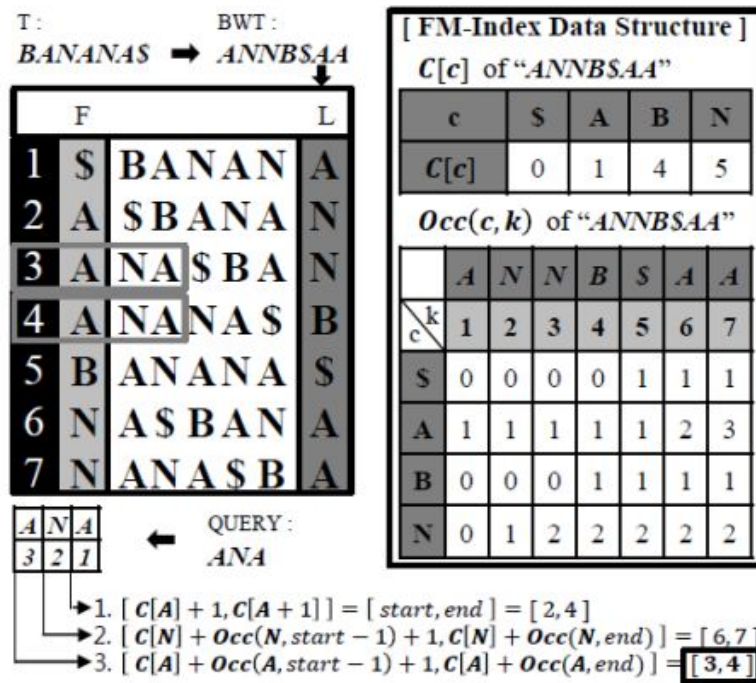 T :
BANANA$ ➡ 
BWT :
ANNB$AA
F L
1 $ BANAN A
2 A $BANA N
3 A NA$BA N
4 A NANA$ B
5 B ANANA $
6 N A$BAN A
7 N ANA$B A
A N A
3 2 1
QUERY :
ANA
[ FM-Index Data Structure ]
C[c] of "ANNB$AA"
c $ A B N
C[c] 0 1 4 5
Occ(c, k) of "ANNB$AA"
A N N B $ A A
c k 1 2 3 4 5 6 7
$ 0 0 0 0 1 1 1
A 1 1 1 1 1 2 3
B 0 0 0 1 1 1 1
N 0 1 2 2 2 2 2
1. [ C[A] + 1, C[A + 1] ] = [ start, end ] = [ 2, 4 ]
2. [ C[N] + Occ(N, start − 1) + 1, C[N] + Occ(N, end) ] = [ 6, 7 ]
3. [ C[A] + Occ(A, start − 1) + 1, C[A] + Occ(A, end) ] = [ 3, 4 ]